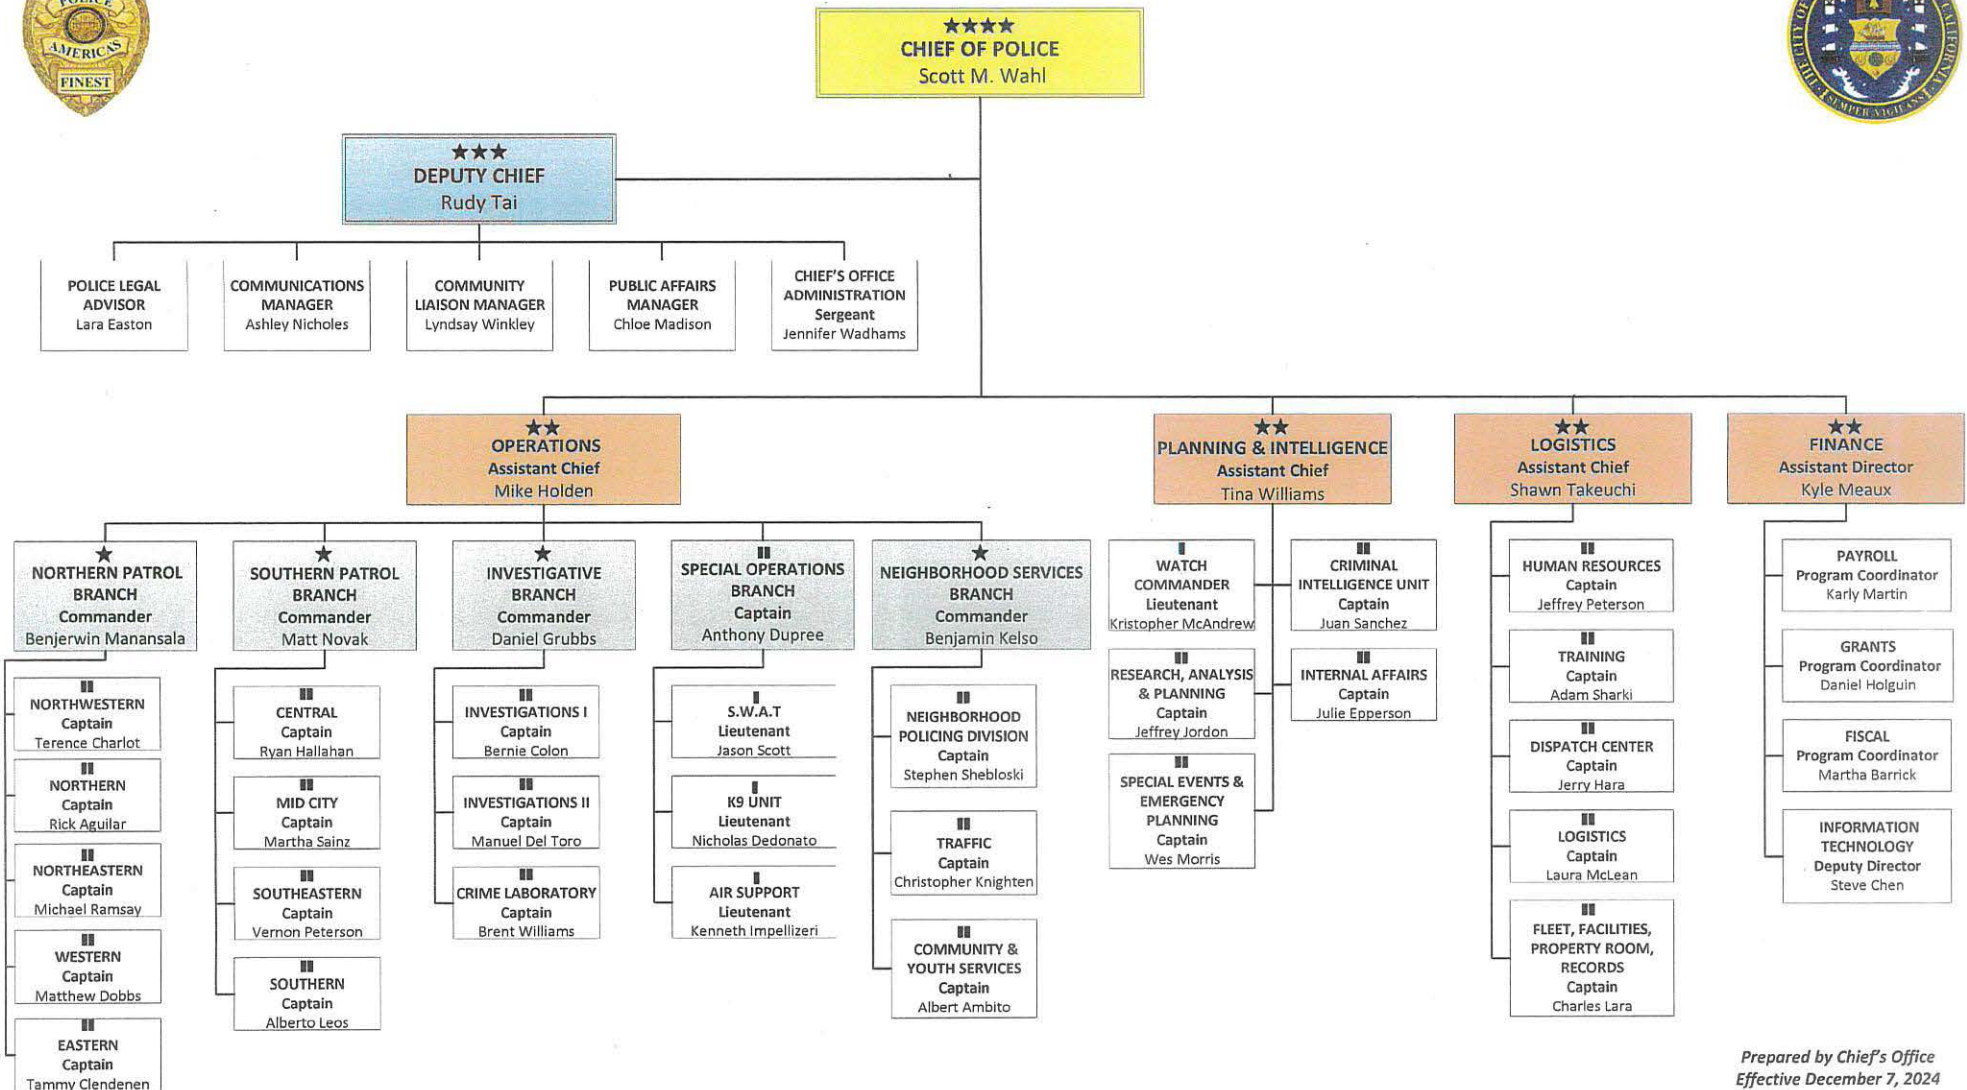 POLICE
AMERICA'S
FINEST
THE CITY OF
CALIFORNIA
SEMPER VIGILANS
CHIEF OF POLICE
Scott M. Wahl
DEPUTY CHIEF
Rudy Tai
POLICE LEGAL
ADVISOR
Lara Easton
COMMUNICATIONS
MANAGER
Ashley Nicholes
COMMUNITY
LIAISON MANAGER
Lyndsay Winkley
PUBLIC AFFAIRS
MANAGER
Chloe Madison
CHIEF'S OFFICE
ADMINISTRATION
Sergeant
Jennifer Wadhams
OPERATIONS
Assistant Chief
Mike Holden
PLANNING & INTELLIGENCE
Assistant Chief
Tina Williams
LOGISTICS
Assistant Chief
Shawn Takeuchi
FINANCE
Assistant Director
Kyle Meaux
NORTHERN PATROL
BRANCH
Commander
Benjerwin Manansala
SOUTHERN PATROL
BRANCH
Commander
Matt Novak
INVESTIGATIVE
BRANCH
Commander
Daniel Grubbs
SPECIAL OPERATIONS
BRANCH
Captain
Anthony Dupree
NEIGHBORHOOD SERVICES
BRANCH
Commander
Benjamin Kelso
NORTHWESTERN
Captain
Terence Charlot
NORTHERN
Captain
Rick Aguilar
NORTHEASTERN
Captain
Michael Ramsay
WESTERN
Captain
Matthew Dobbs
EASTERN
Captain
Tammy Clendenen
CENTRAL
Captain
Ryan Hallahan
MID CITY
Captain
Martha Sainz
SOUTHEASTERN
Captain
Vernon Peterson
SOUTHERN
Captain
Alberto Leos
INVESTIGATIONS I
Captain
Bernie Colon
INVESTIGATIONS II
Captain
Manuel Del Toro
CRIME LABORATORY
Captain
Brent Williams
S.W.A.T
Lieutenant
Jason Scott
K9 UNIT
Lieutenant
Nicholas Dedonato
AIR SUPPORT
Lieutenant
Kenneth Impellizeri
NEIGHBORHOOD
POLICING DIVISION
Captain
Stephen Shebloski
TRAFFIC
Captain
Christopher Knighten
COMMUNITY &
YOUTH SERVICES
Captain
Albert Ambito
WATCH
COMMANDER
Lieutenant
Kristopher McAndrew
RESEARCH, ANALYSIS
& PLANNING
Captain
Jeffrey Jordon
SPECIAL EVENTS &
EMERGENCY
PLANNING
Captain
Wes Morris
CRIMINAL
INTELLIGENCE UNIT
Captain
Juan Sanchez
INTERNAL AFFAIRS
Captain
Julie Epperson
HUMAN RESOURCES
Captain
Jeffrey Peterson
TRAINING
Captain
Adam Sharki
DISPATCH CENTER
Captain
Jerry Hara
LOGISTICS
Captain
Laura McLean
FLEET, FACILITIES,
PROPERTY ROOM,
RECORDS
Captain
Charles Lara
PAYROLL
Program Coordinator
Karly Martin
GRANTS
Program Coordinator
Daniel Holguin
FISCAL
Program Coordinator
Martha Barrick
INFORMATION
TECHNOLOGY
Deputy Director
Steve Chen
Prepared by Chief's Office
Effective December 7, 2024